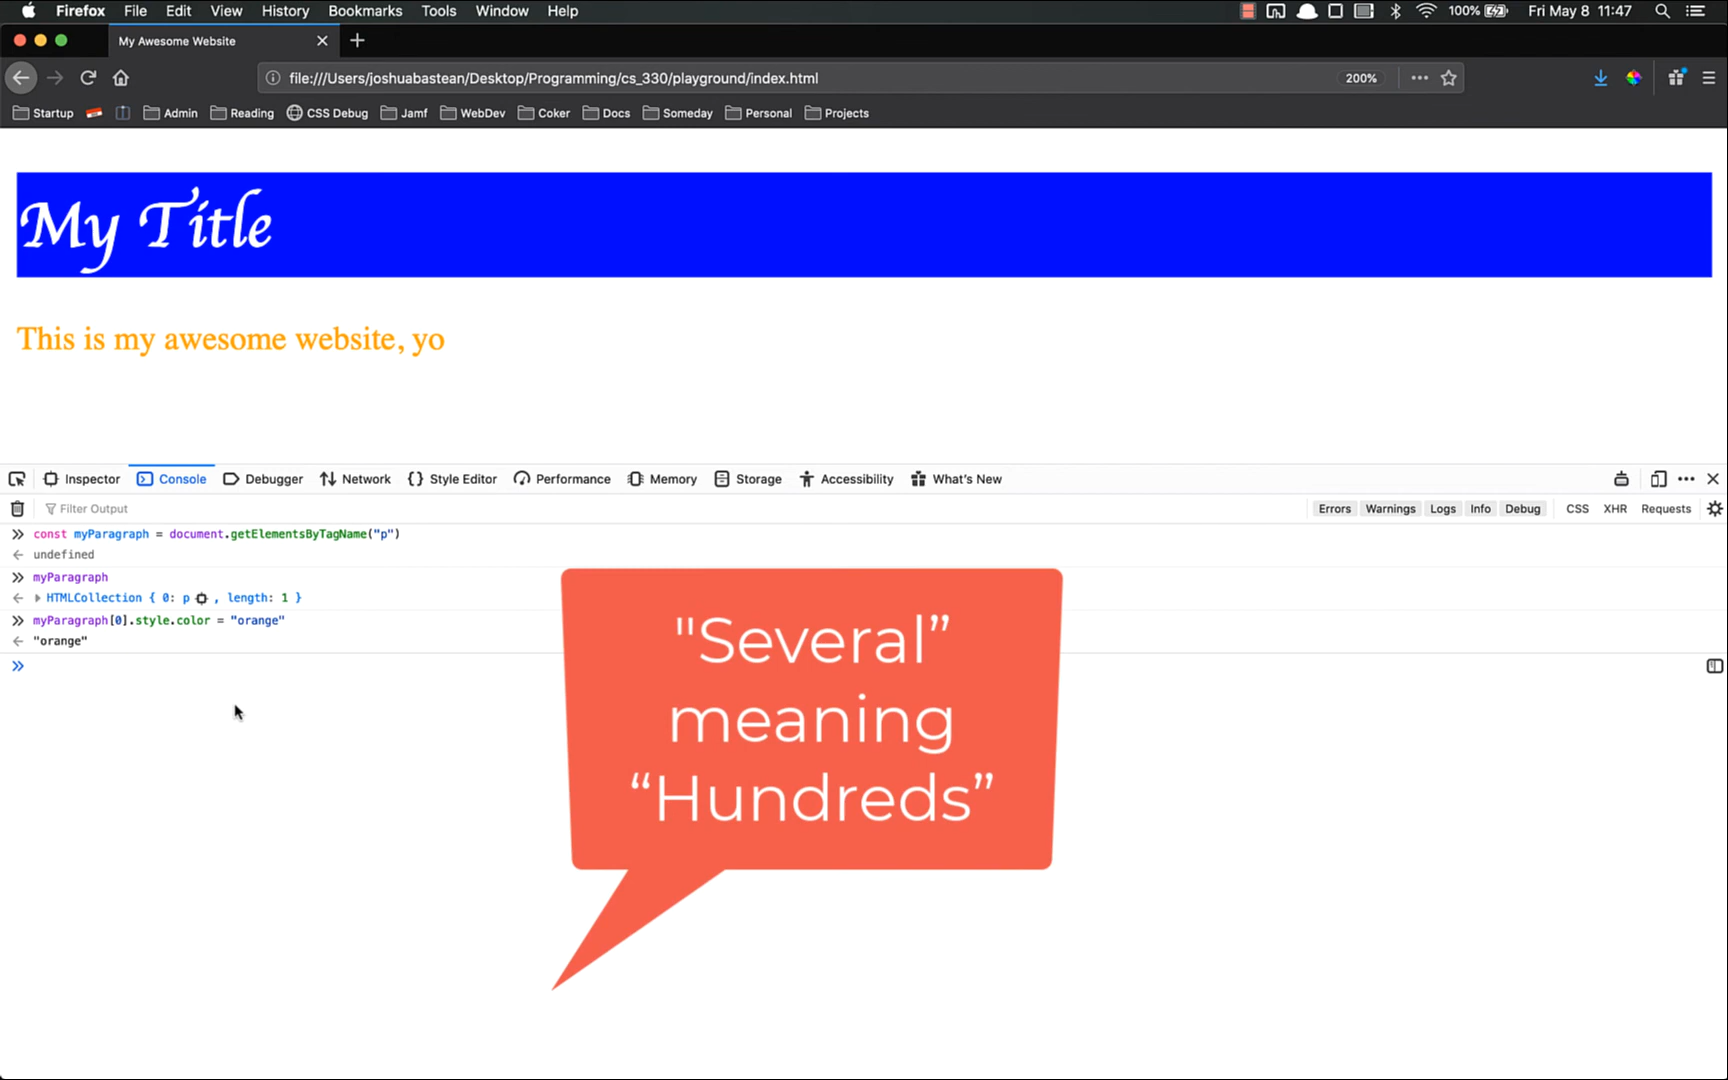 Firefox File Edit View History Bookmarks Tools Window Help 100% Fri May 8 11:47
My Awesome Website
file:///Users/joshuabastean/Desktop/Programming/cs_330/playground/index.html 200%
Startup Admin Reading CSS Debug Jamf WebDev Coker Docs Someday Personal Projects
My Title
This is my awesome website, yo
Inspector Console Debugger Network Style Editor Performance Memory Storage Accessibility What's New
Filter Output Errors Warnings Logs Info Debug CSS XHR Requests
const myParagraph = document.getElementsByTagName("p")
undefined
myParagraph
HTMLCollection { 0: p , length: 1 }
myParagraph[0].style.color = "orange"
"orange"
"Several”
meaning
“Hundreds”